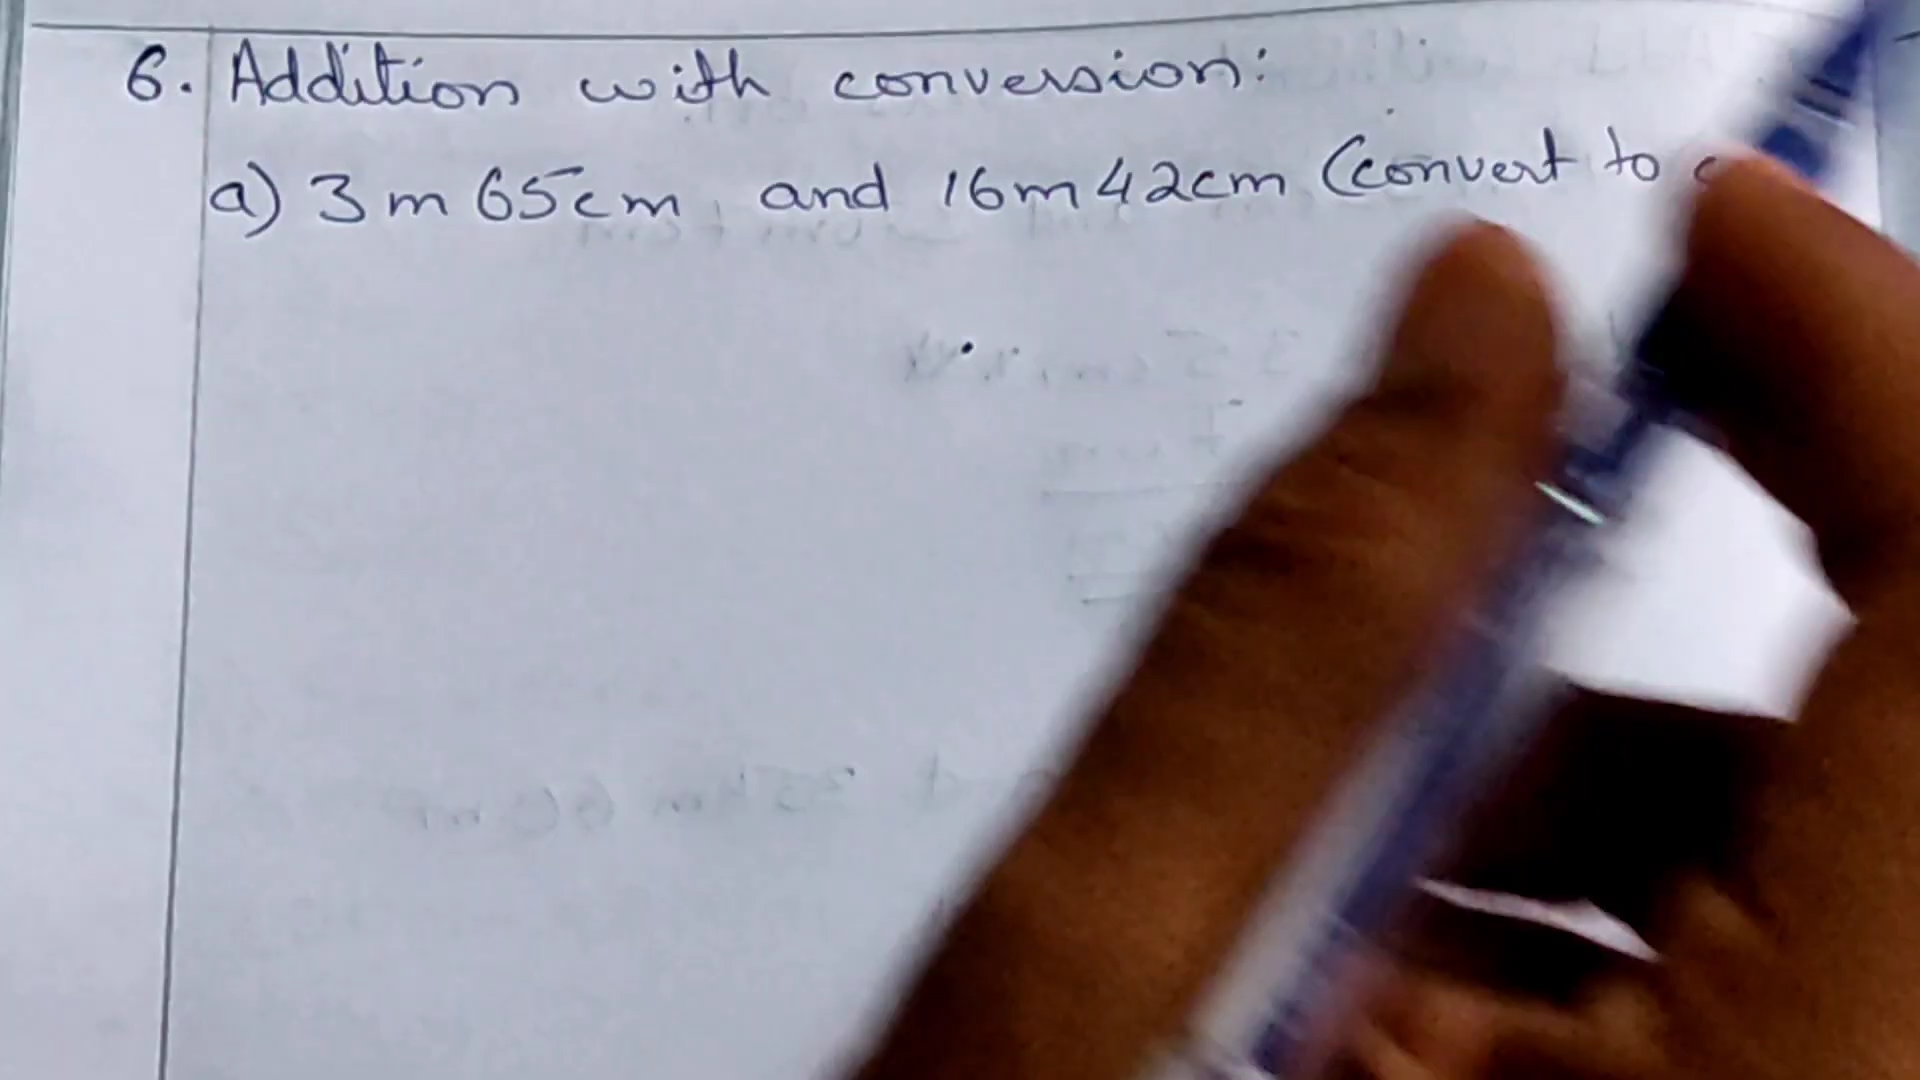 6. Addition with conversion:
a) 3m 65cm and 16m 42cm (convert to